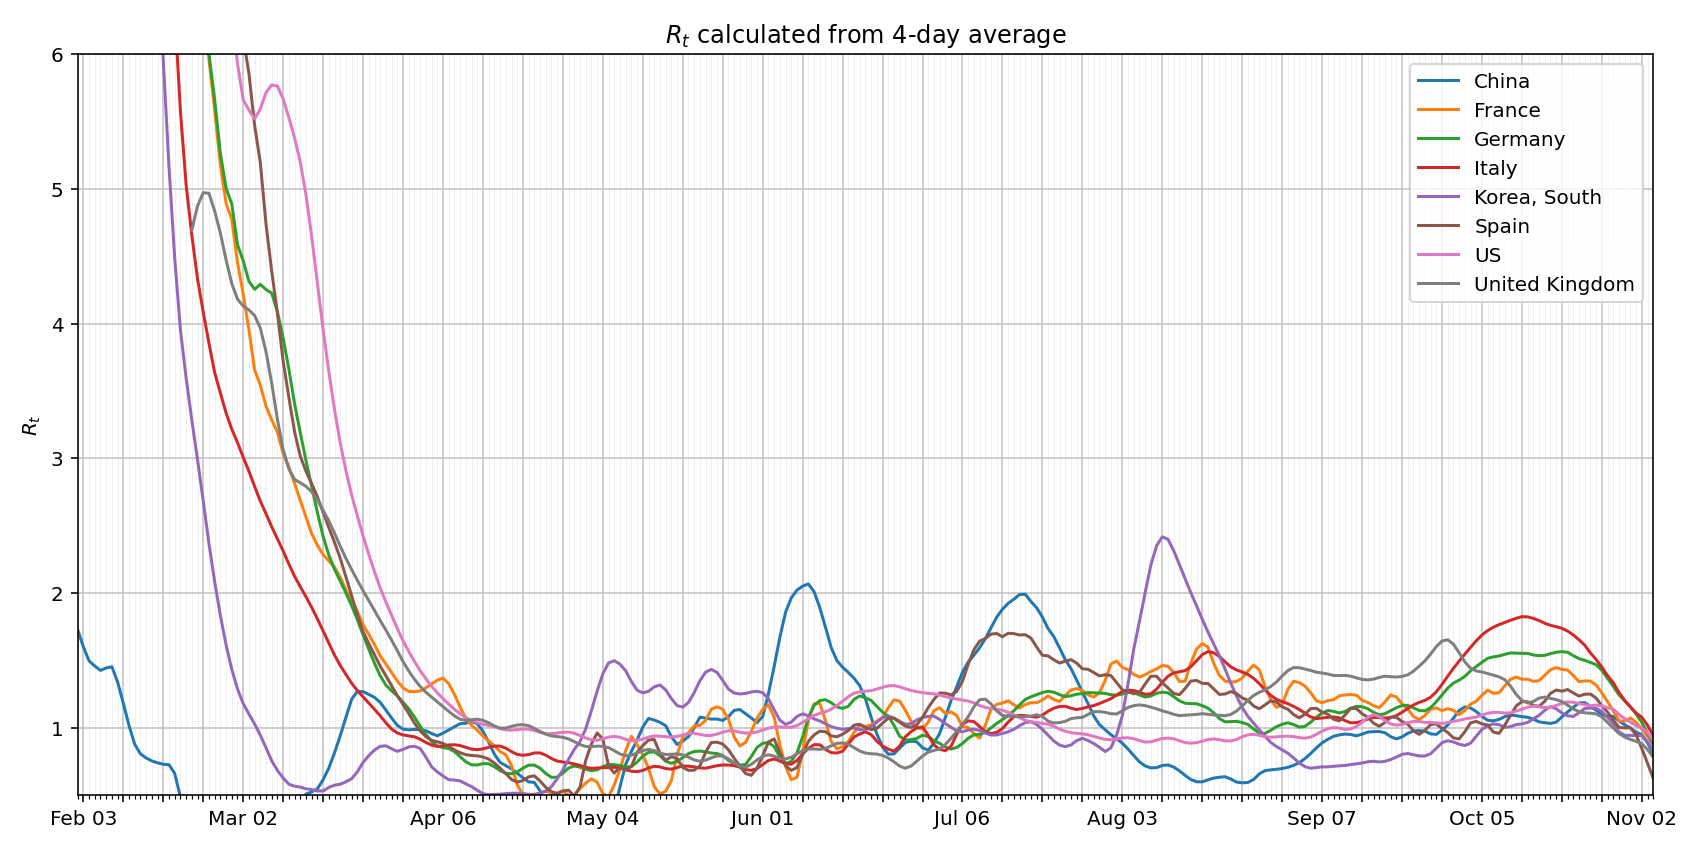 R_t calculated from 4-day average
6
5
4
3
2
1
R_t
China
France
Germany
Italy
Korea, South
Spain
US
United Kingdom
Feb 03 Mar 02 Apr 06 May 04 Jun 01 Jul 06 Aug 03 Sep 07 Oct 05 Nov 02